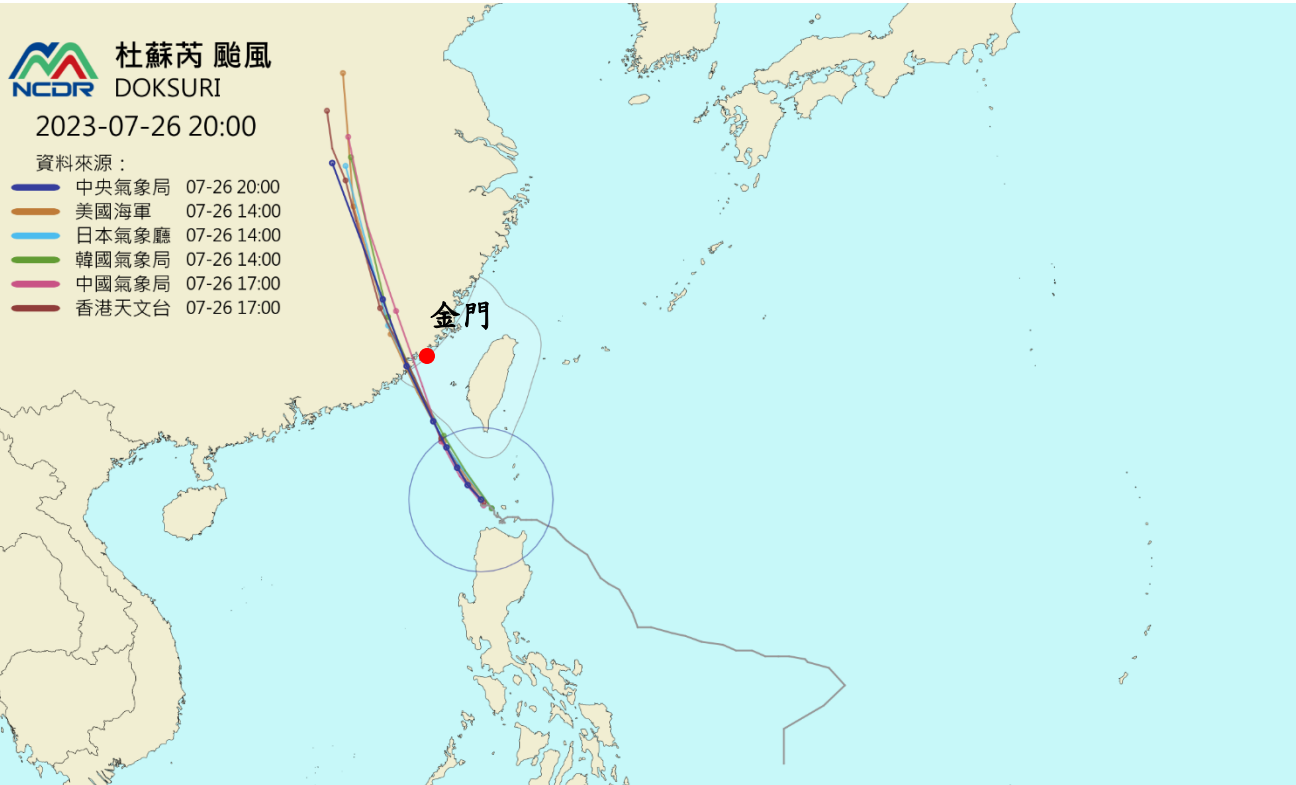 NCDR
杜蘇芮 颱風
DOKSURI
2023-07-26 20:00
資料來源：
中央氣象局 07-26 20:00
美國海軍 07-26 14:00
日本氣象廳 07-26 14:00
韓國氣象局 07-26 14:00
中國氣象局 07-26 17:00
香港天文台 07-26 17:00
金門